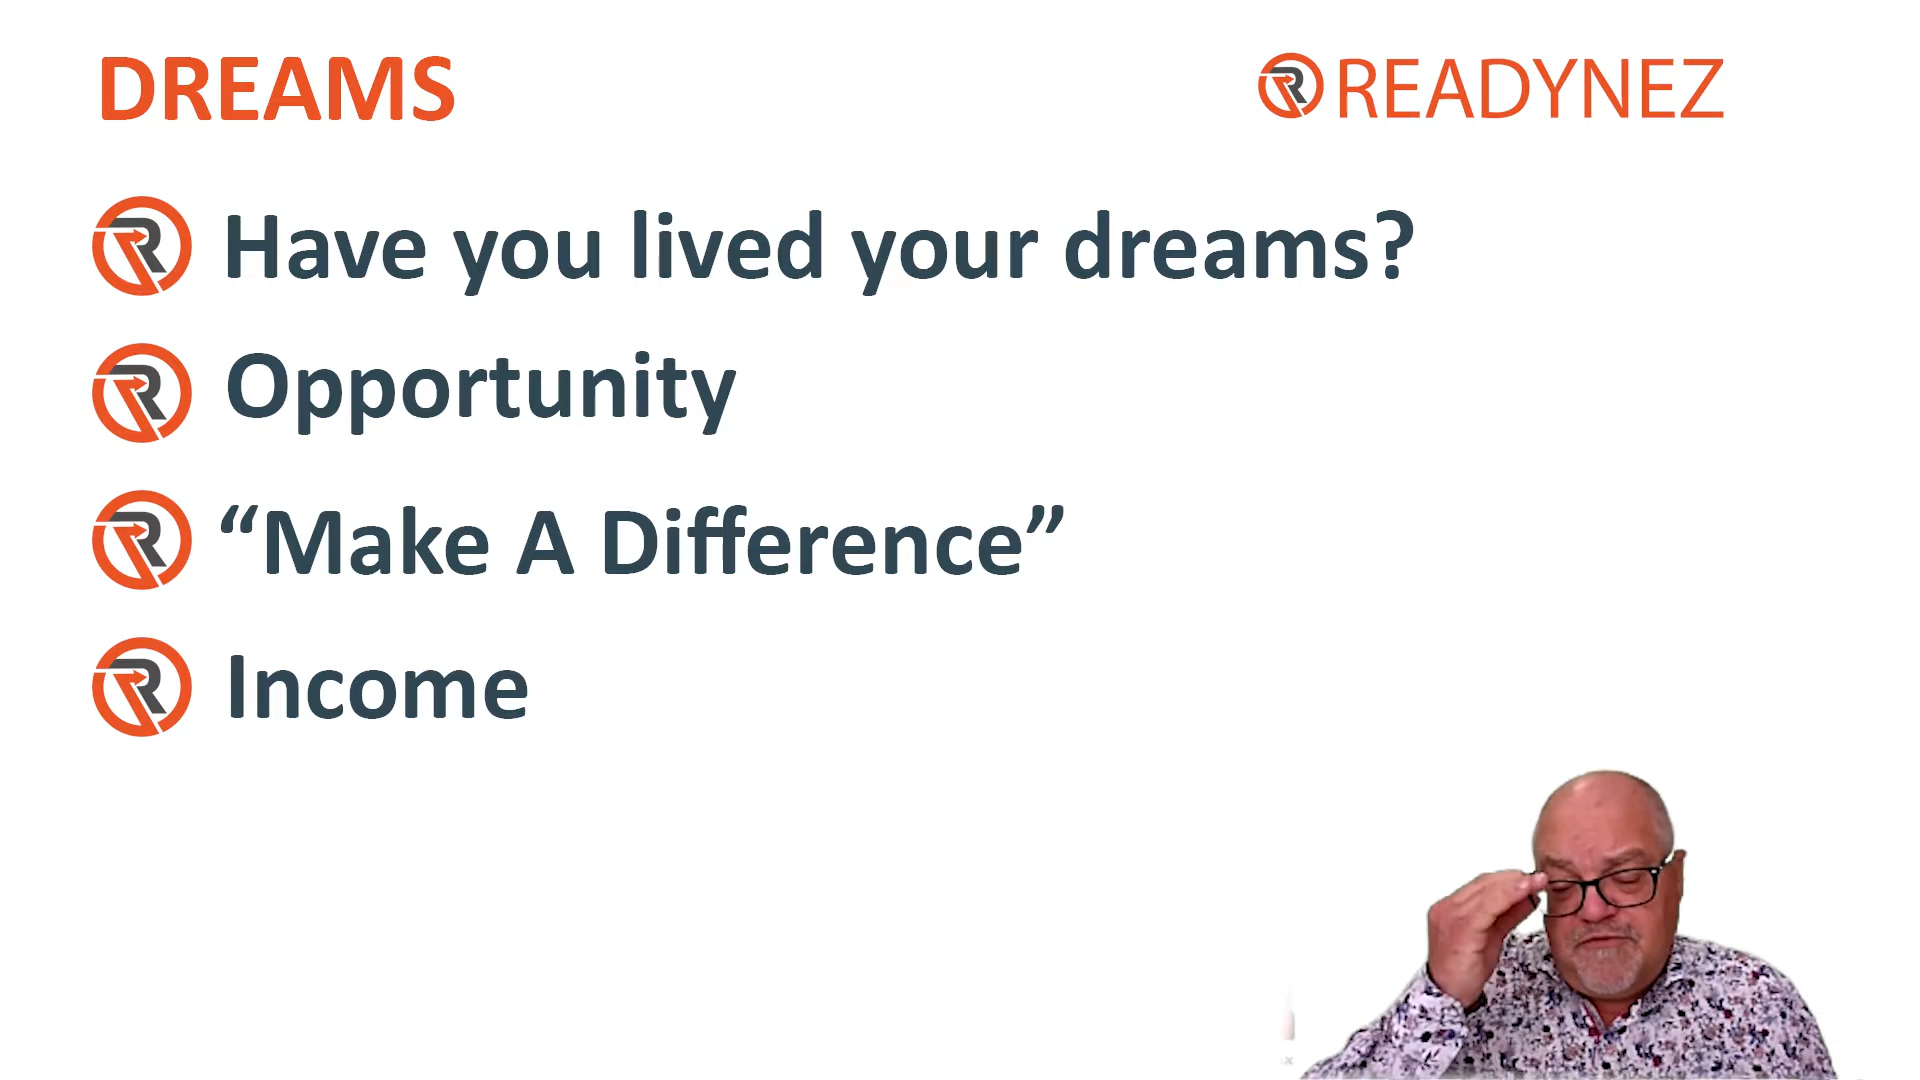 DREAMS
READYNEZ
Have you lived your dreams?
Opportunity
“Make A Difference”
Income